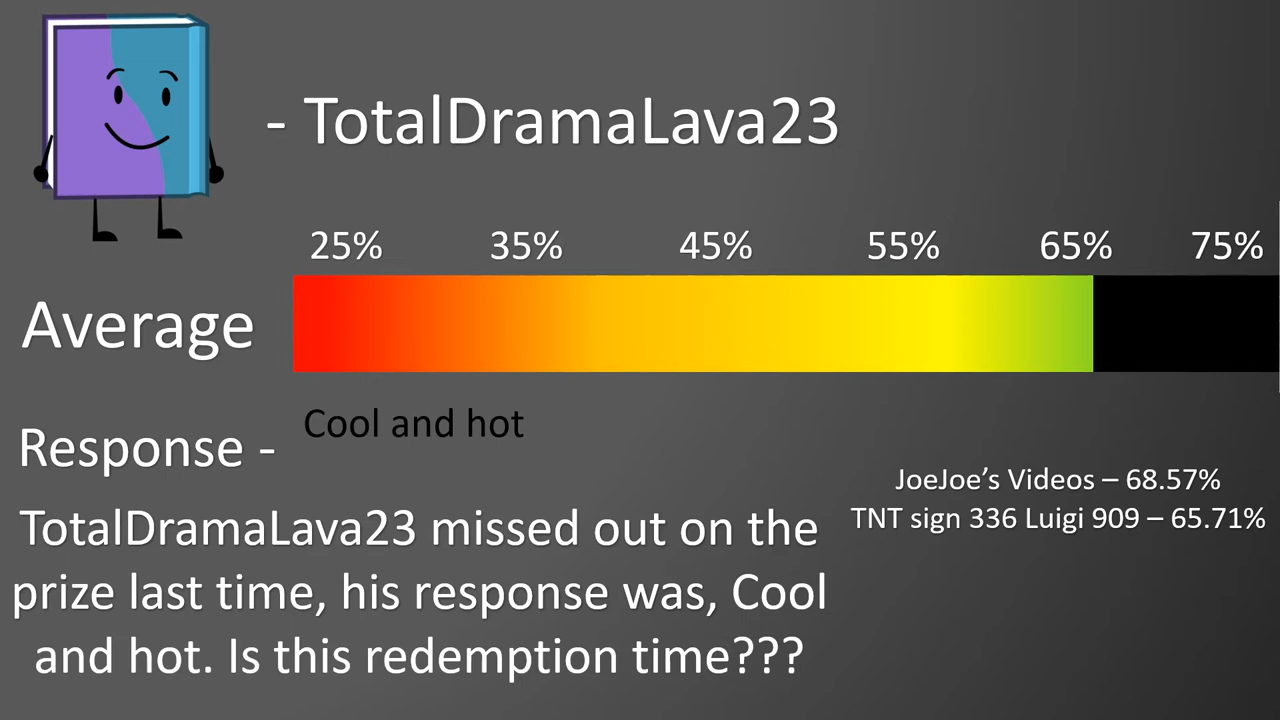 - TotalDramaLava23
25% 35% 45% 55% 65% 75%
Average
Cool and hot
Response -
JoeJoe’s Videos – 68.57%
TNT sign 336 Luigi 909 – 65.71%
TotalDramaLava23 missed out on the
prize last time, his response was, Cool
and hot. Is this redemption time???